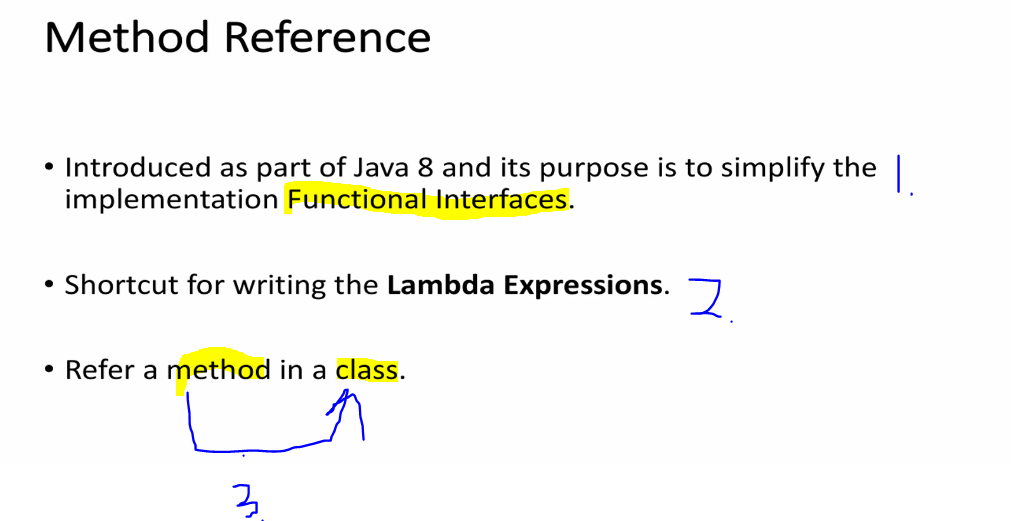 Method Reference
• Introduced as part of Java 8 and its purpose is to simplify the 1.
implementation Functional Interfaces.
• Shortcut for writing the Lambda Expressions. 2.
• Refer a method in a class.
3.